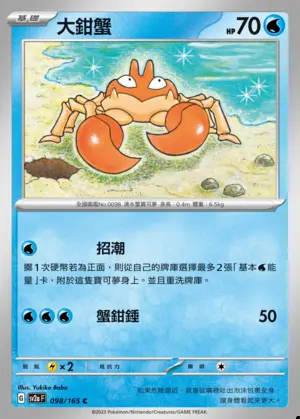 基礎 大鉗蟹 HP 70
全國圖鑑No.0098 清水蟹寶可夢 身高：0.4m 體重：6.5kg
招潮
擲1次硬幣若為正面，則從自己的牌庫選擇最多2張「基本 能
量」卡，附於這隻寶可夢身上。並且重洗牌庫。
蟹鉗錘 50
Illus. Yukiko Baba
弱點 ×2 抵抗力 撤退
G sv2a F 098/165 C
©2023 Pokémon/Nintendo/Creatures/GAME FREAK.